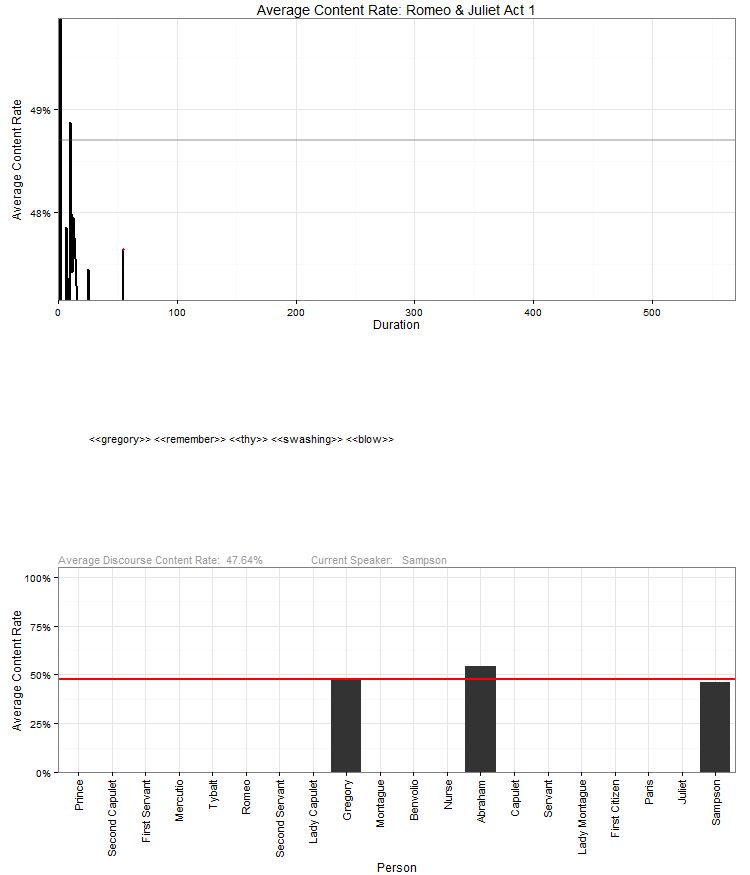 Average Content Rate: Romeo & Juliet Act 1
Average Content Rate
49%
48%
0 100 200 300 400 500
Duration
<<gregory>> <<remember>> <<thy>> <<swashing>> <<blow>>
Average Discourse Content Rate: 47.64% Current Speaker: Sampson
Average Content Rate
100%
75%
50%
25%
0%
Prince
Second Capulet
First Servant
Mercutio
Tybalt
Romeo
Second Servant
Lady Capulet
Gregory
Montague
Benvolio
Nurse
Abraham
Capulet
Servant
Lady Montague
First Citizen
Paris
Juliet
Sampson
Person